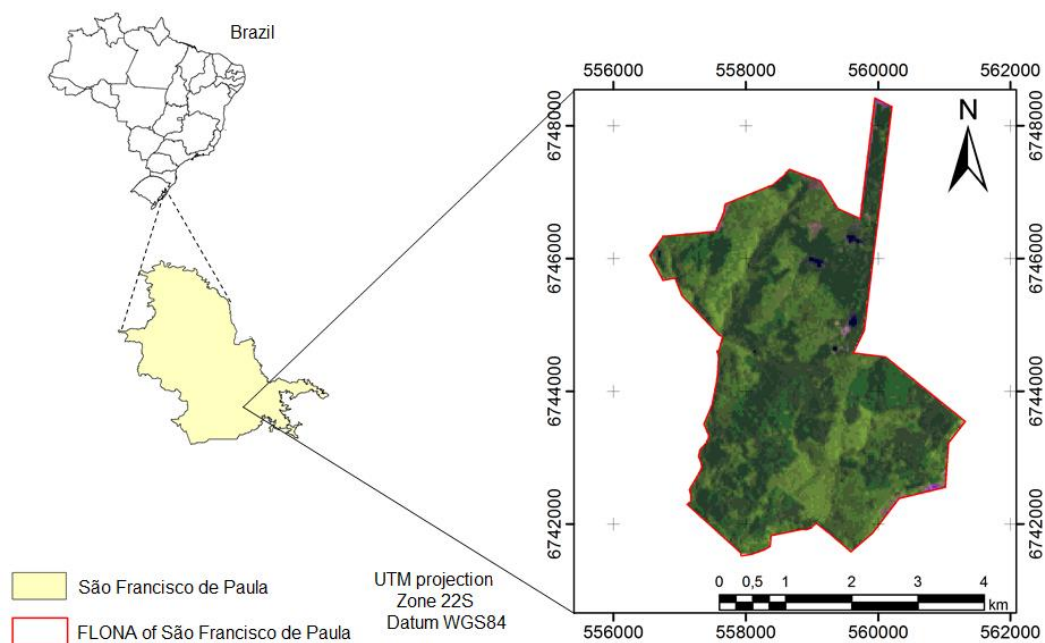 Brazil
556000 558000 560000 562000
6748000
6746000
6744000
6742000
N
6748000
6746000
6744000
6742000
0 0,5 1 2 3 4
km
556000 558000 560000 562000
São Francisco de Paula
FLONA of São Francisco de Paula
UTM projection
Zone 22S
Datum WGS84